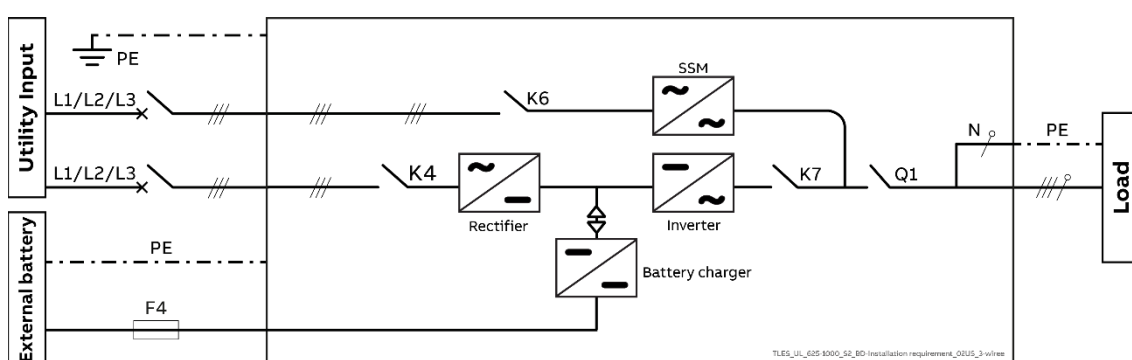 Utility Input
PE
L1/L2/L3
K6
SSM
L1/L2/L3
K4
Rectifier
Inverter
K7
Q1
N
PE
Load
External battery
PE
F4
Battery charger
TLES_UL_625-1000_S2_BD-Installation requirement_02US_3-wiree